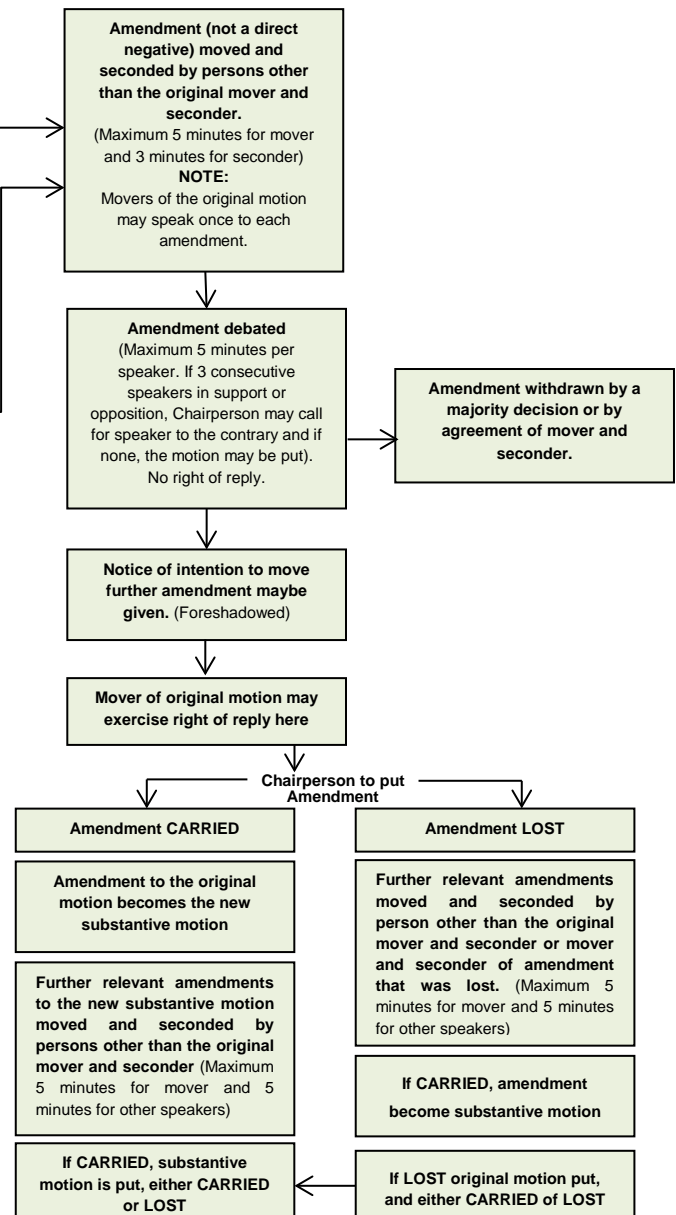 Amendment (not a direct
negative) moved and
seconded by persons other
than the original mover and
seconder.
(Maximum 5 minutes for mover
and 3 minutes for seconder)
NOTE:
Movers of the original motion
may speak once to each
amendment.
Amendment debated
(Maximum 5 minutes per
speaker. If 3 consecutive
speakers in support or
opposition, Chairperson may call
for speaker to the contrary and if
none, the motion may be put).
No right of reply.
Amendment withdrawn by a
majority decision or by
agreement of mover and
seconder.
Notice of intention to move
further amendment maybe
given. (Foreshadowed)
Mover of original motion may
exercise right of reply here
Chairperson to put
Amendment
Amendment CARRIED
Amendment to the original
motion becomes the new
substantive motion
Further relevant amendments
to the new substantive motion
moved and seconded by
persons other than the original
mover and seconder (Maximum
5 minutes for mover and 5
minutes for other speakers)
If CARRIED, substantive
motion is put, either CARRIED
or LOST
Amendment LOST
Further relevant amendments
moved and seconded by
person other than the original
mover and seconder or mover
and seconder of amendment
that was lost. (Maximum 5
minutes for mover and 5 minutes
for other speakers)
If CARRIED, amendment
become substantive motion
If LOST original motion put,
and either CARRIED of LOST